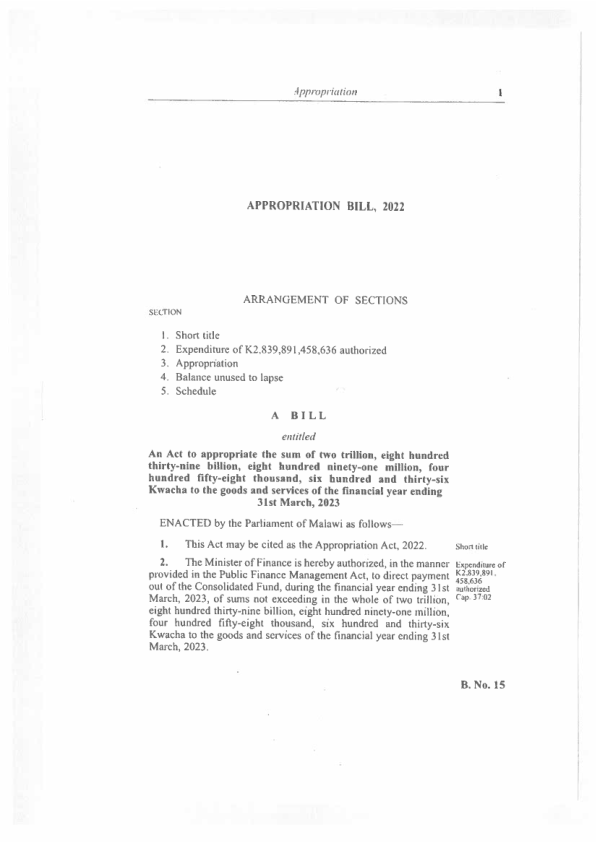 Appropriation 1
APPROPRIATION BILL, 2022
ARRANGEMENT OF SECTIONS
SECTION
1. Short title
2. Expenditure of K2,839,891,458,636 authorized
3. Appropriation
4. Balance unused to lapse
5. Schedule
A BILL
entitled
An Act to appropriate the sum of two trillion, eight hundred
thirty-nine billion, eight hundred ninety-one million, four
hundred fifty-eight thousand, six hundred and thirty-six
Kwacha to the goods and services of the financial year ending
31st March, 2023
ENACTED by the Parliament of Malawi as follows—
1. This Act may be cited as the Appropriation Act, 2022.
Short title
2. The Minister of Finance is hereby authorized, in the manner
provided in the Public Finance Management Act, to direct payment
out of the Consolidated Fund, during the financial year ending 31st
March, 2023, of sums not exceeding in the whole of two trillion,
eight hundred thirty-nine billion, eight hundred ninety-one million,
four hundred fifty-eight thousand, six hundred and thirty-six
Kwacha to the goods and services of the financial year ending 31st
March, 2023.
Expenditure of
K2,839,891,
458,636
authorized
Cap. 37:02
B. No. 15